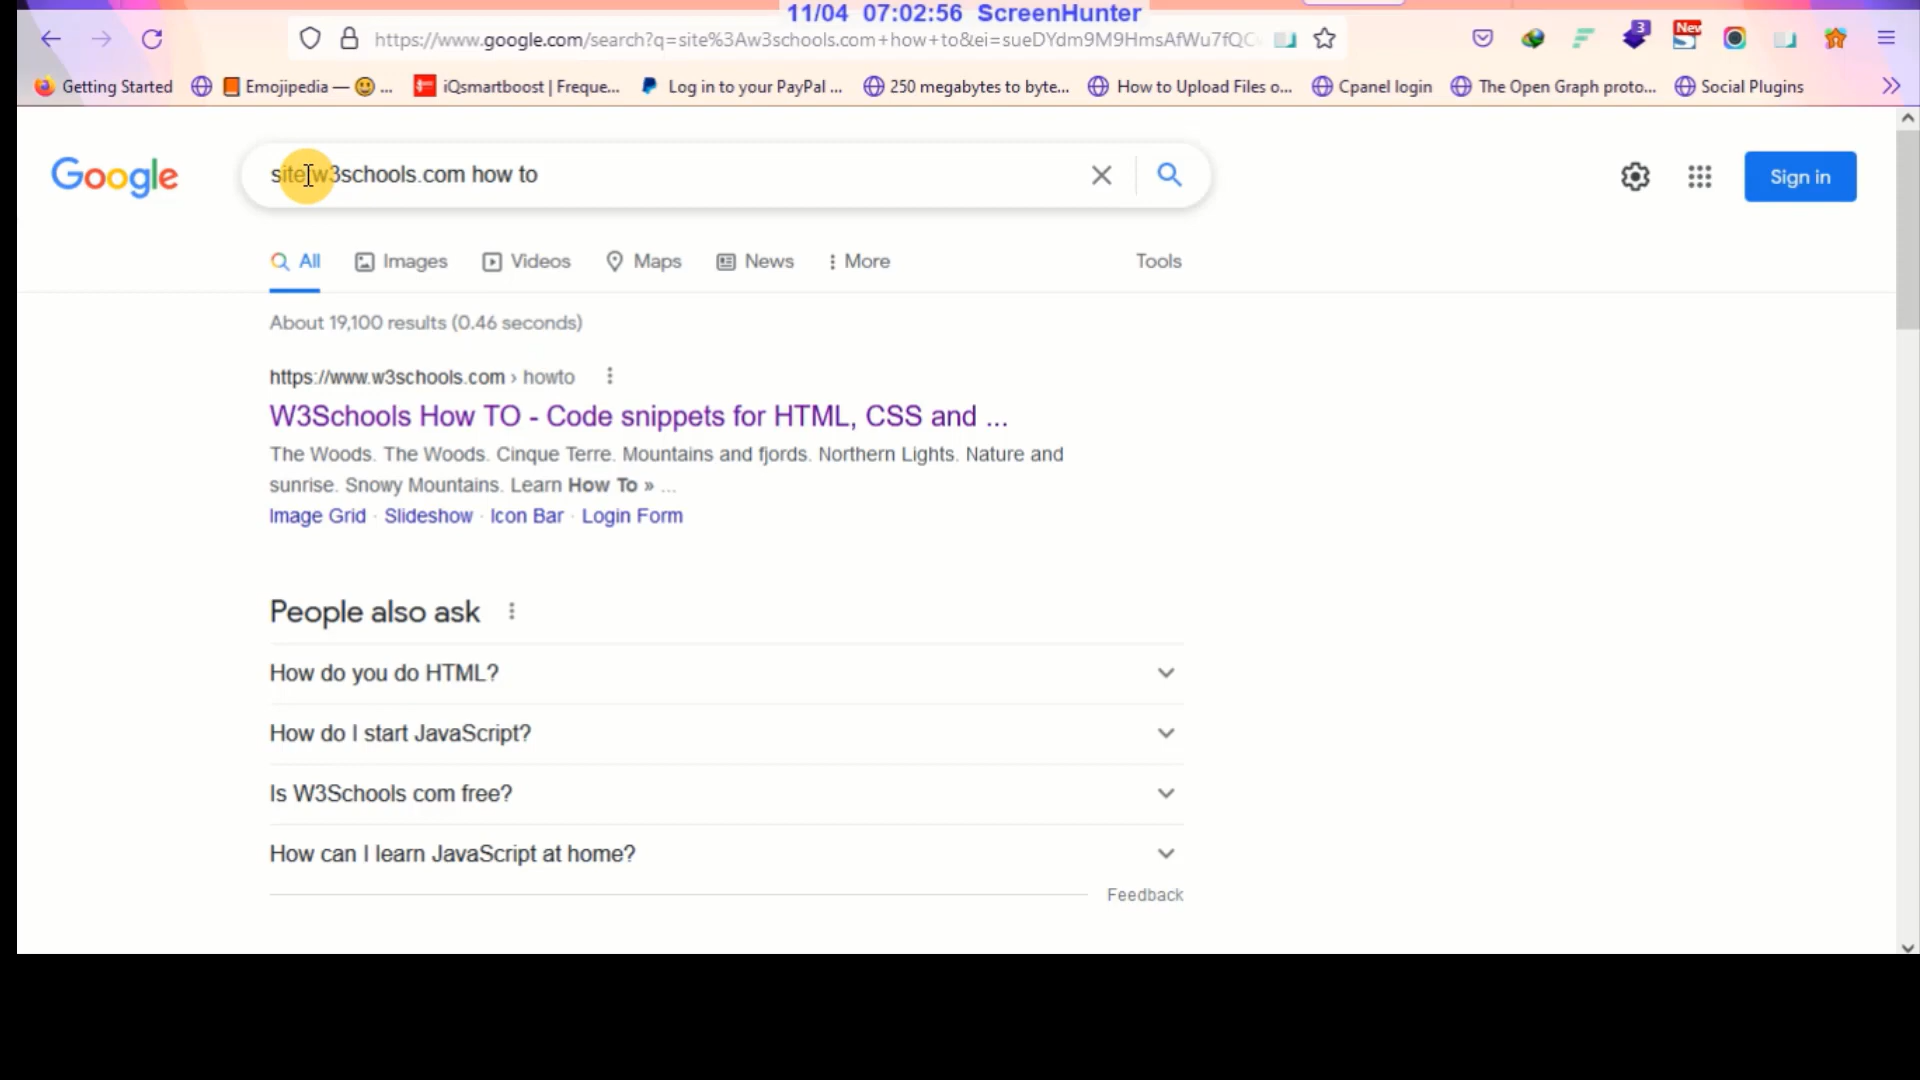 11/04 07:02:56 ScreenHunter
https://www.google.com/search?q=site%3Aw3schools.com+how+to&ei=sueDYdm9M9HmsAfWu7fQC
3
New
Getting Started
Emojipedia — ...
iQsmartboost | Freque...
Log in to your PayPal ...
250 megabytes to byte...
How to Upload Files o...
Cpanel login
The Open Graph proto...
Social Plugins
Google
site:w3schools.com how to
Sign in
All
Images
Videos
Maps
News
More
Tools
About 19,100 results (0.46 seconds)
https://www.w3schools.com › howto
W3Schools How TO - Code snippets for HTML, CSS and ...
The Woods. The Woods. Cinque Terre. Mountains and fjords. Northern Lights. Nature and
sunrise. Snowy Mountains. Learn How To » ...
Image Grid · Slideshow · Icon Bar · Login Form
People also ask
How do you do HTML?
How do I start JavaScript?
Is W3Schools com free?
How can I learn JavaScript at home?
Feedback